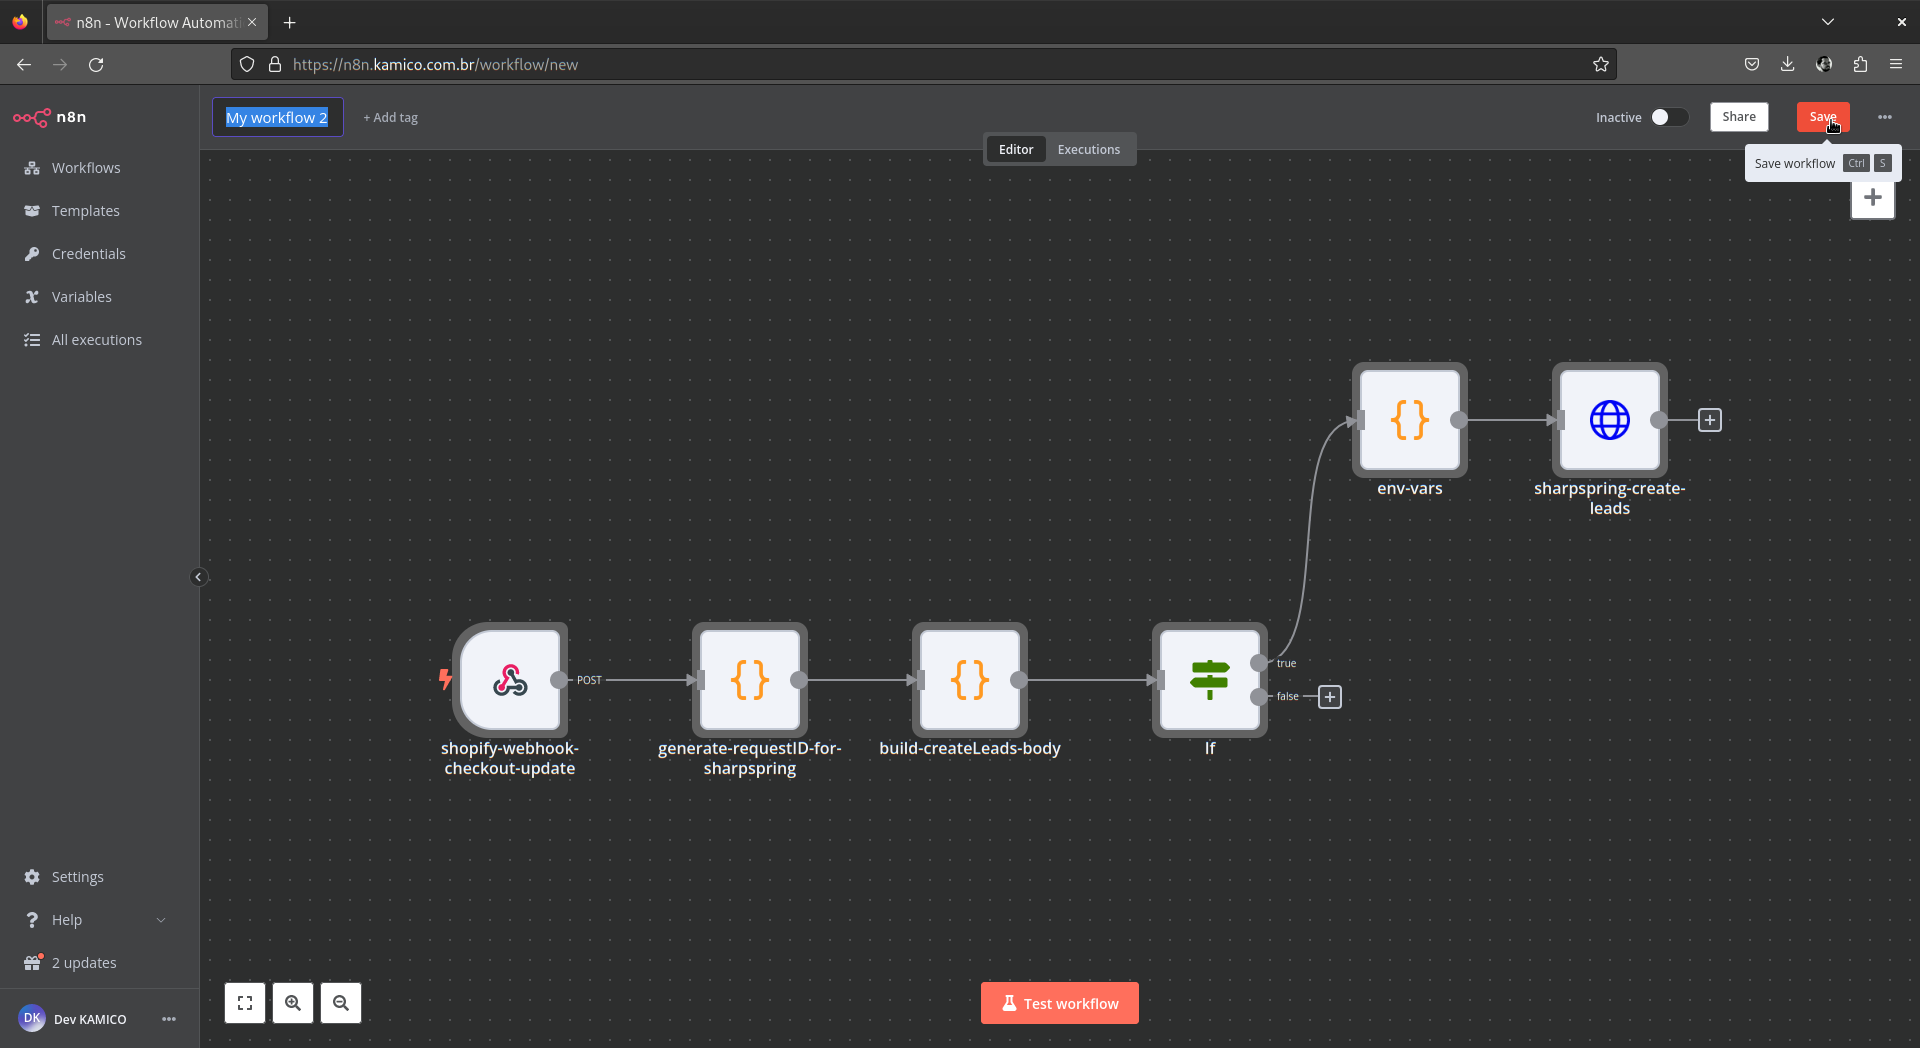 n8n - Workflow Automati
https://n8n.kamico.com.br/workflow/new
n8n
My workflow 2
+ Add tag
Inactive
Share
Save
Editor
Executions
Save workflow Ctrl S
Workflows
Templates
Credentials
Variables
All executions
env-vars
sharpspring-create-
leads
POST
true
false
shopify-webhook-
checkout-update
generate-requestID-for-
sharpspring
build-createLeads-body
If
Settings
Help
2 updates
DK
Dev KAMICO
Test workflow